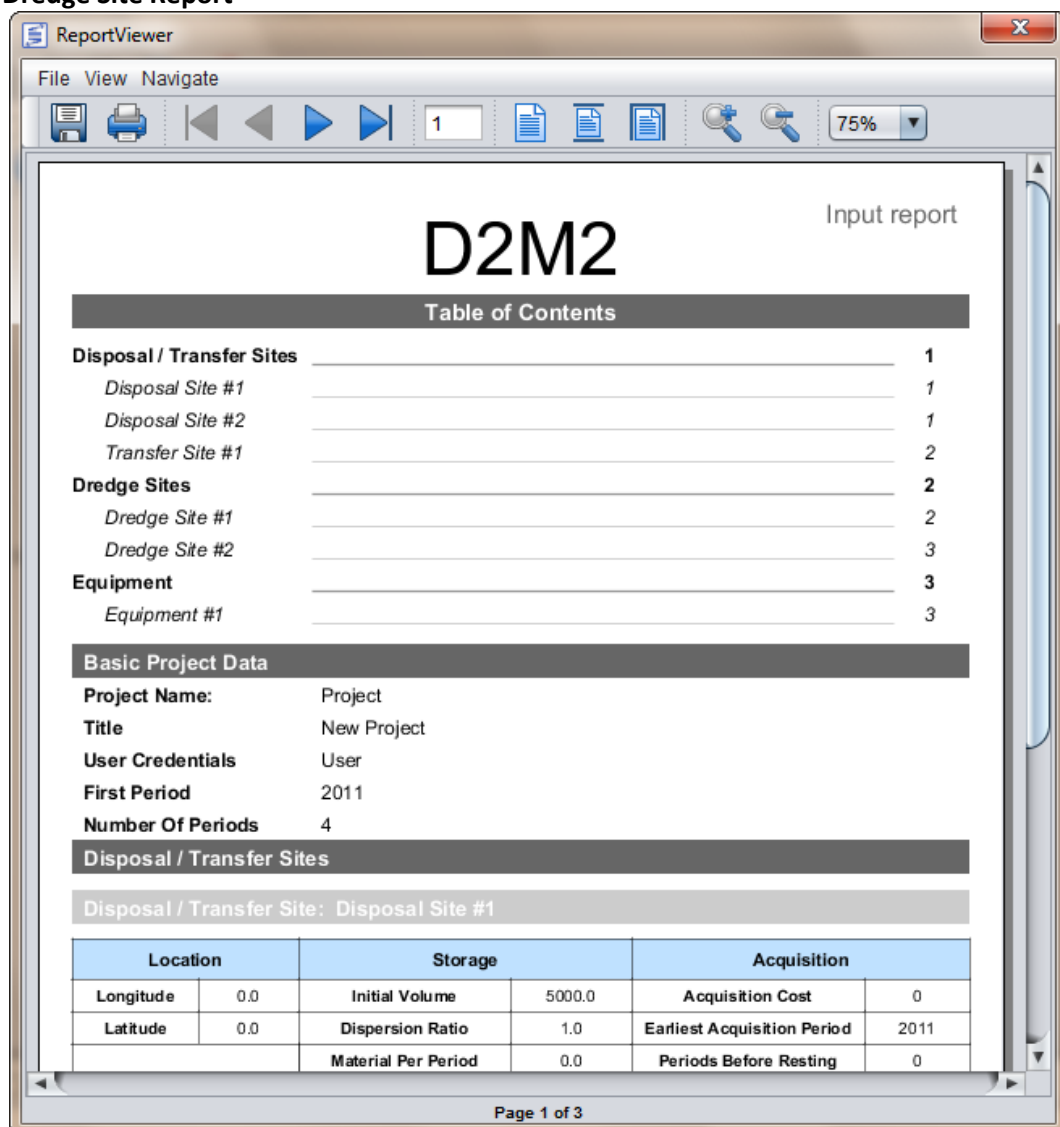 Dredge Site Report
ReportViewer
File View Navigate
1 75%
Input report
D2M2
Table of Contents
Disposal / Transfer Sites 1
Disposal Site #1 1
Disposal Site #2 1
Transfer Site #1 2
Dredge Sites 2
Dredge Site #1 2
Dredge Site #2 3
Equipment 3
Equipment #1 3
Basic Project Data
Project Name: Project
Title New Project
User Credentials User
First Period 2011
Number Of Periods 4
Disposal / Transfer Sites
Disposal / Transfer Site: Disposal Site #1
Location Storage Acquisition
Longitude 0.0 Initial Volume 5000.0 Acquisition Cost 0
Latitude 0.0 Dispersion Ratio 1.0 Earliest Acquisition Period 2011
Material Per Period 0.0 Periods Before Resting 0
Page 1 of 3